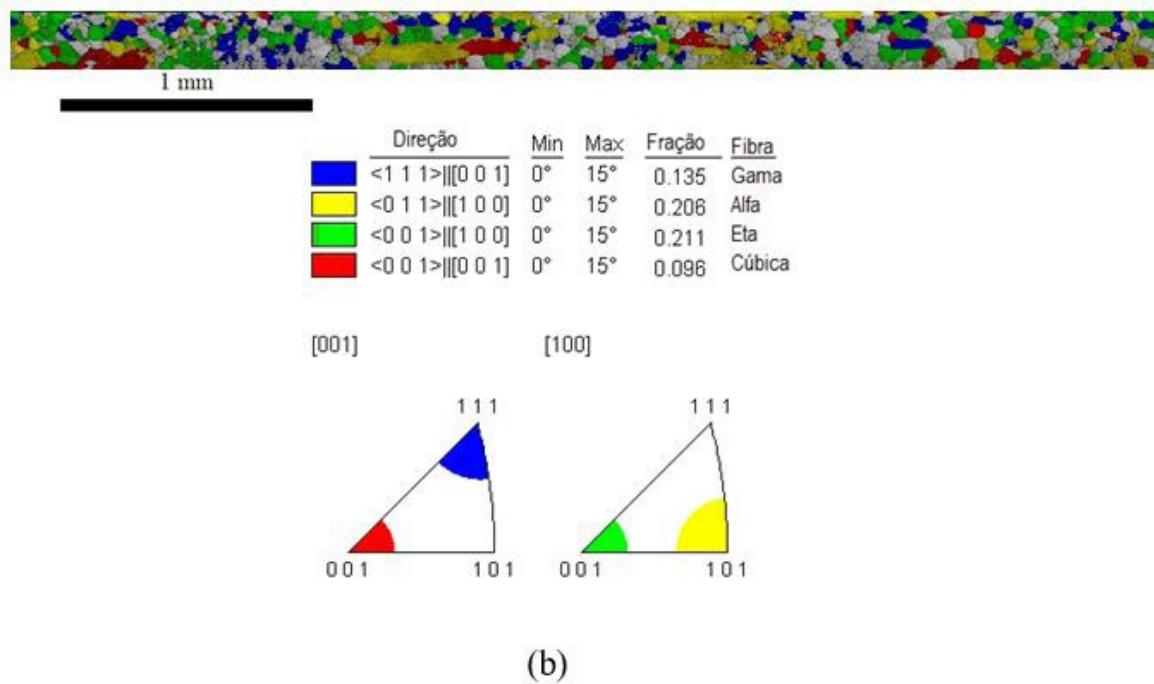 1 mm
Direção Min Max Fração Fibra
<1 1 1>||[0 0 1] 0° 15° 0.135 Gama
<0 1 1>||[1 0 0] 0° 15° 0.206 Alfa
<0 0 1>||[1 0 0] 0° 15° 0.211 Eta
<0 0 1>||[0 0 1] 0° 15° 0.096 Cúbica
[001] [100]
1 1 1 1 1 1
0 0 1 1 0 1 0 0 1 1 0 1
(b)